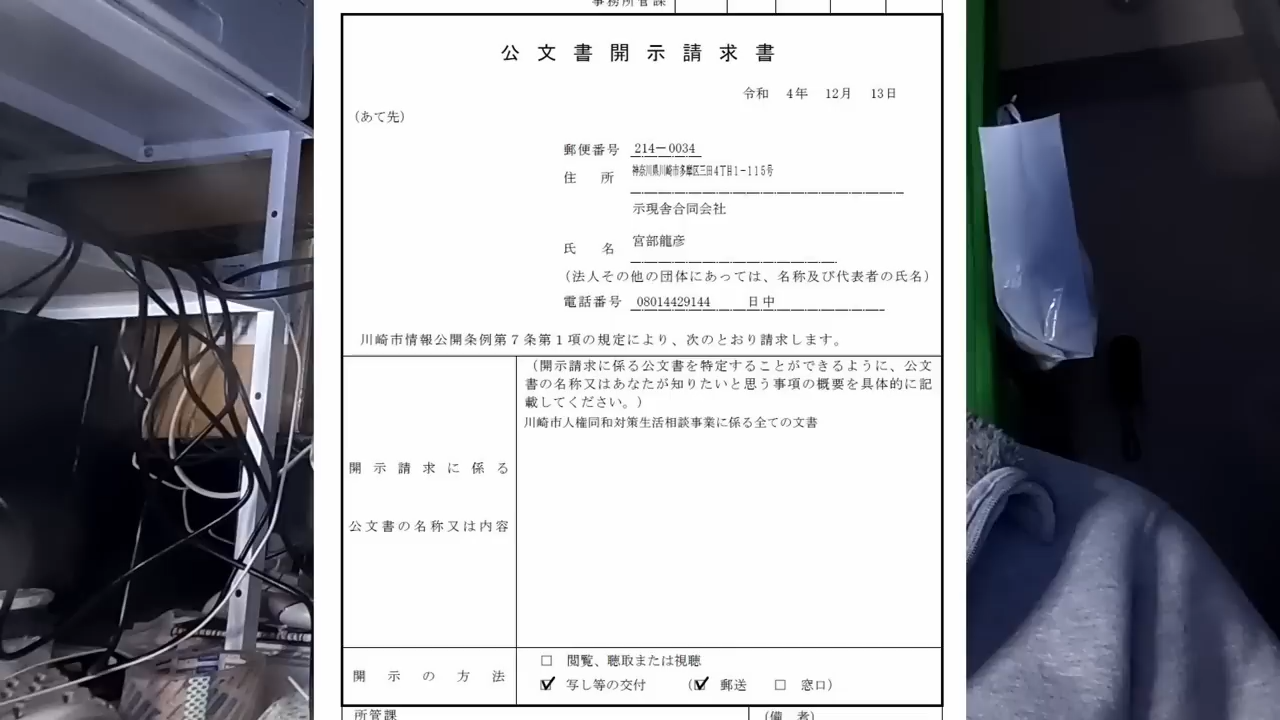 事務所管課
公文書開示請求書
令和 4年 12月 13日
（あて先）
郵便番号 214－0034
住所 神奈川県川崎市多摩区三田4丁目1－115号
示現舎合同会社
氏名 宮部龍彦
（法人その他の団体にあっては、名称及び代表者の氏名）
電話番号 08014429144 日中
川崎市情報公開条例第７条第１項の規定により、次のとおり請求します。
（開示請求に係る公文書を特定することができるように、公文
書の名称又はあなたが知りたいと思う事項の概要を具体的に記
載してください。）
川崎市人権同和対策生活相談事業に係る全ての文書
開示請求に係る
公文書の名称又は内容
開示の方法
□ 閲覧、聴取または視聴
☑ 写し等の交付 （☑ 郵送 □ 窓口）
所管課 （備考）